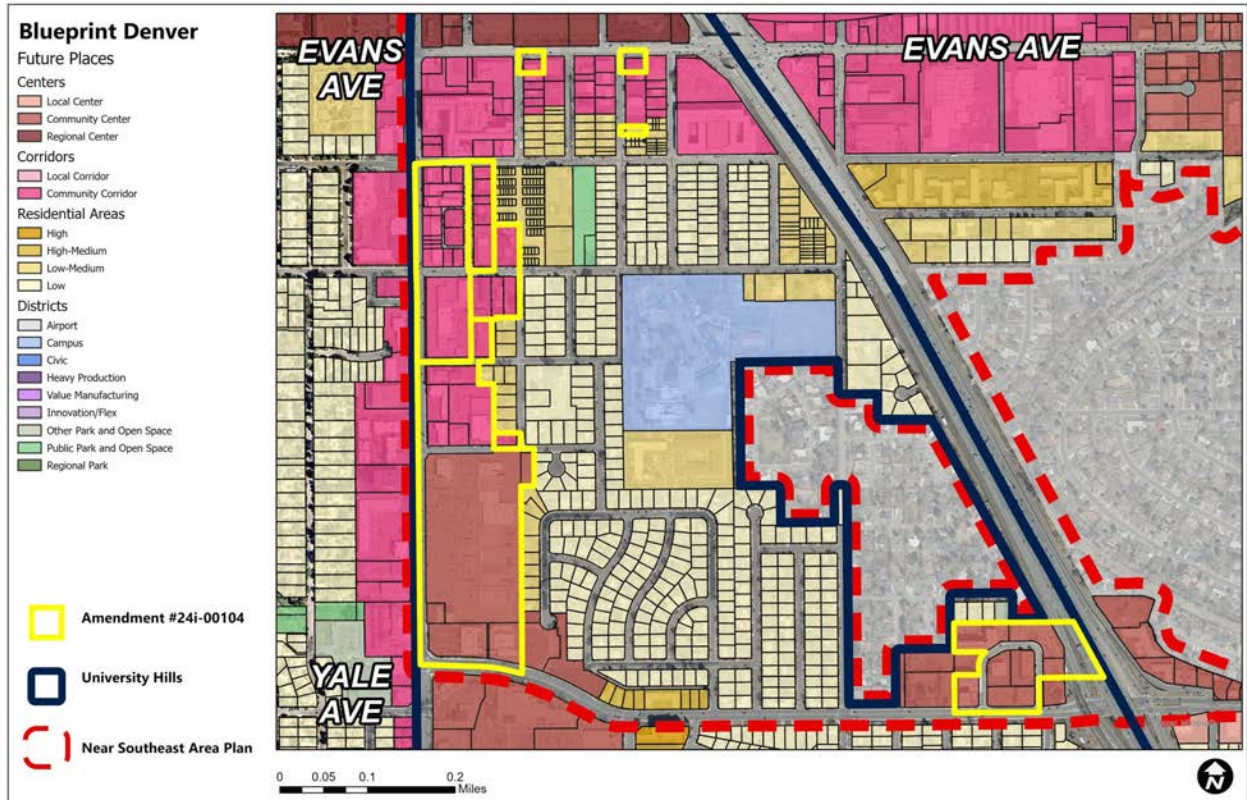 Blueprint Denver
Future Places
Centers
Local Center
Community Center
Regional Center
Corridors
Local Corridor
Community Corridor
Residential Areas
High
High-Medium
Low-Medium
Low
Districts
Airport
Campus
Civic
Heavy Production
Value Manufacturing
Innovation/Flex
Other Park and Open Space
Public Park and Open Space
Regional Park
Amendment #24i-00104
University Hills
Near Southeast Area Plan
EVANS
AVE
EVANS AVE
YALE
AVE
0 0.05 0.1 0.2
Miles
N